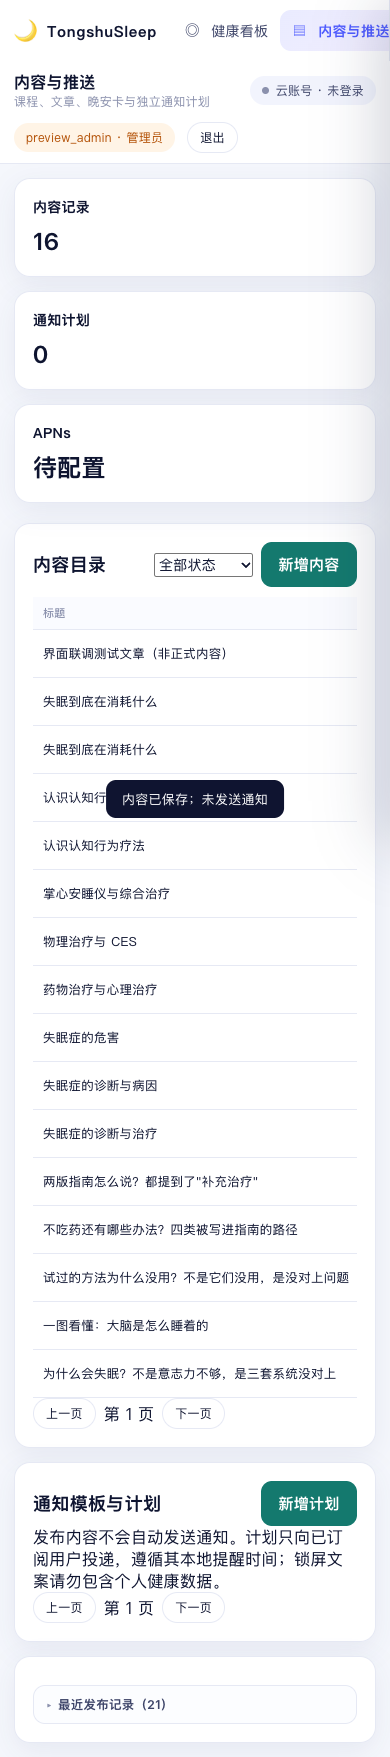 TongshuSleep
健康看板
内容与推送
内容与推送
课程、文章、晚安卡与独立通知计划
云账号 · 未登录
preview_admin · 管理员
退出
内容记录
16
通知计划
0
APNs
待配置
内容目录
全部状态
新增内容
标题
界面联调测试文章（非正式内容）
失眠到底在消耗什么
失眠到底在消耗什么
认识认知行
内容已保存；未发送通知
认识认知行为疗法
掌心安睡仪与综合治疗
物理治疗与 CES
药物治疗与心理治疗
失眠症的危害
失眠症的诊断与病因
失眠症的诊断与治疗
两版指南怎么说？都提到了"补充治疗"
不吃药还有哪些办法？四类被写进指南的路径
试过的方法为什么没用？不是它们没用，是没对上问题
一图看懂：大脑是怎么睡着的
为什么会失眠？不是意志力不够，是三套系统没对上
上一页 第 1 页 下一页
通知模板与计划
新增计划
发布内容不会自动发送通知。计划只向已订
阅用户投递，遵循其本地提醒时间；锁屏文
案请勿包含个人健康数据。
上一页 第 1 页 下一页
最近发布记录（21）